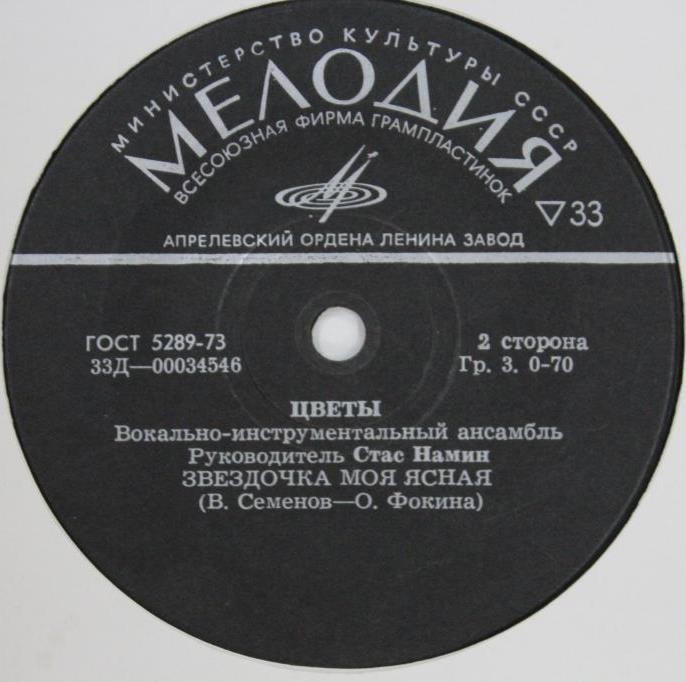 МИНИСТЕРСТВО КУЛЬТУРЫ СССР
МЕЛОДИЯ
ВСЕСОЮЗНАЯ ФИРМА ГРАМПЛАСТИНОК
▽33
АПРЕЛЕВСКИЙ ОРДЕНА ЛЕНИНА ЗАВОД
ГОСТ 5289-73
2 сторона
33Д—00034546
Гр. 3. 0-70
ЦВЕТЫ
Вокально-инструментальный ансамбль
Руководитель Стас Намин
ЗВЕЗДОЧКА МОЯ ЯСНАЯ
(В. Семенов—О. Фокина)